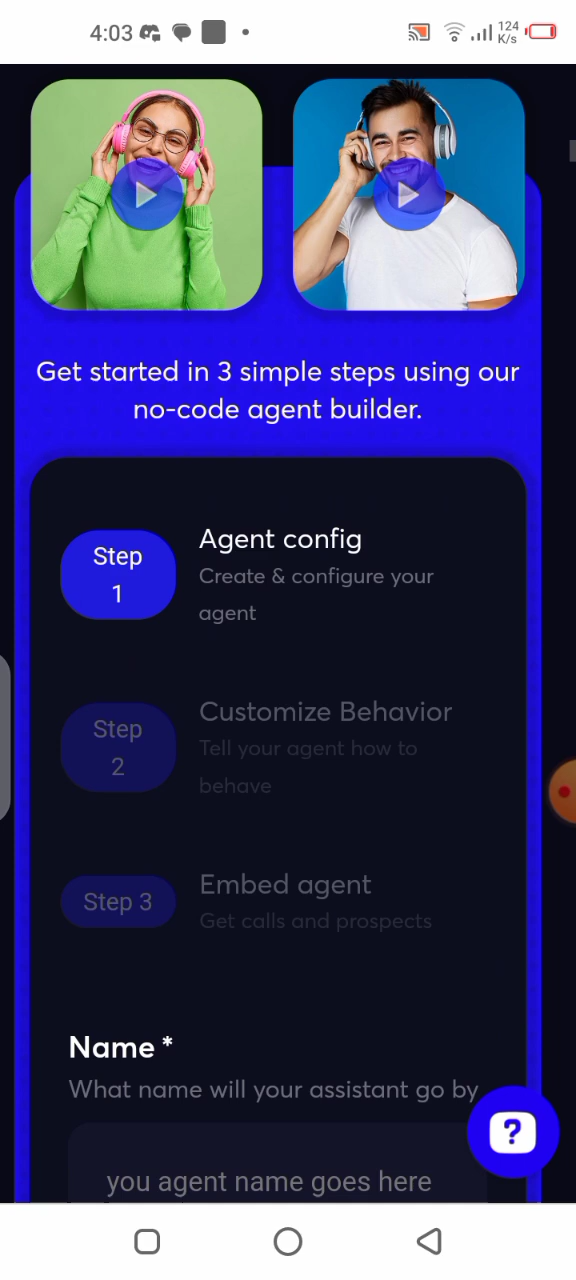 4:03
124
K/s
Get started in 3 simple steps using our
no-code agent builder.
Step
1
Agent config
Create & configure your
agent
Step
2
Customize Behavior
Tell your agent how to
behave
Step 3
Embed agent
Get calls and prospects
Name *
What name will your assistant go by
?
you agent name goes here